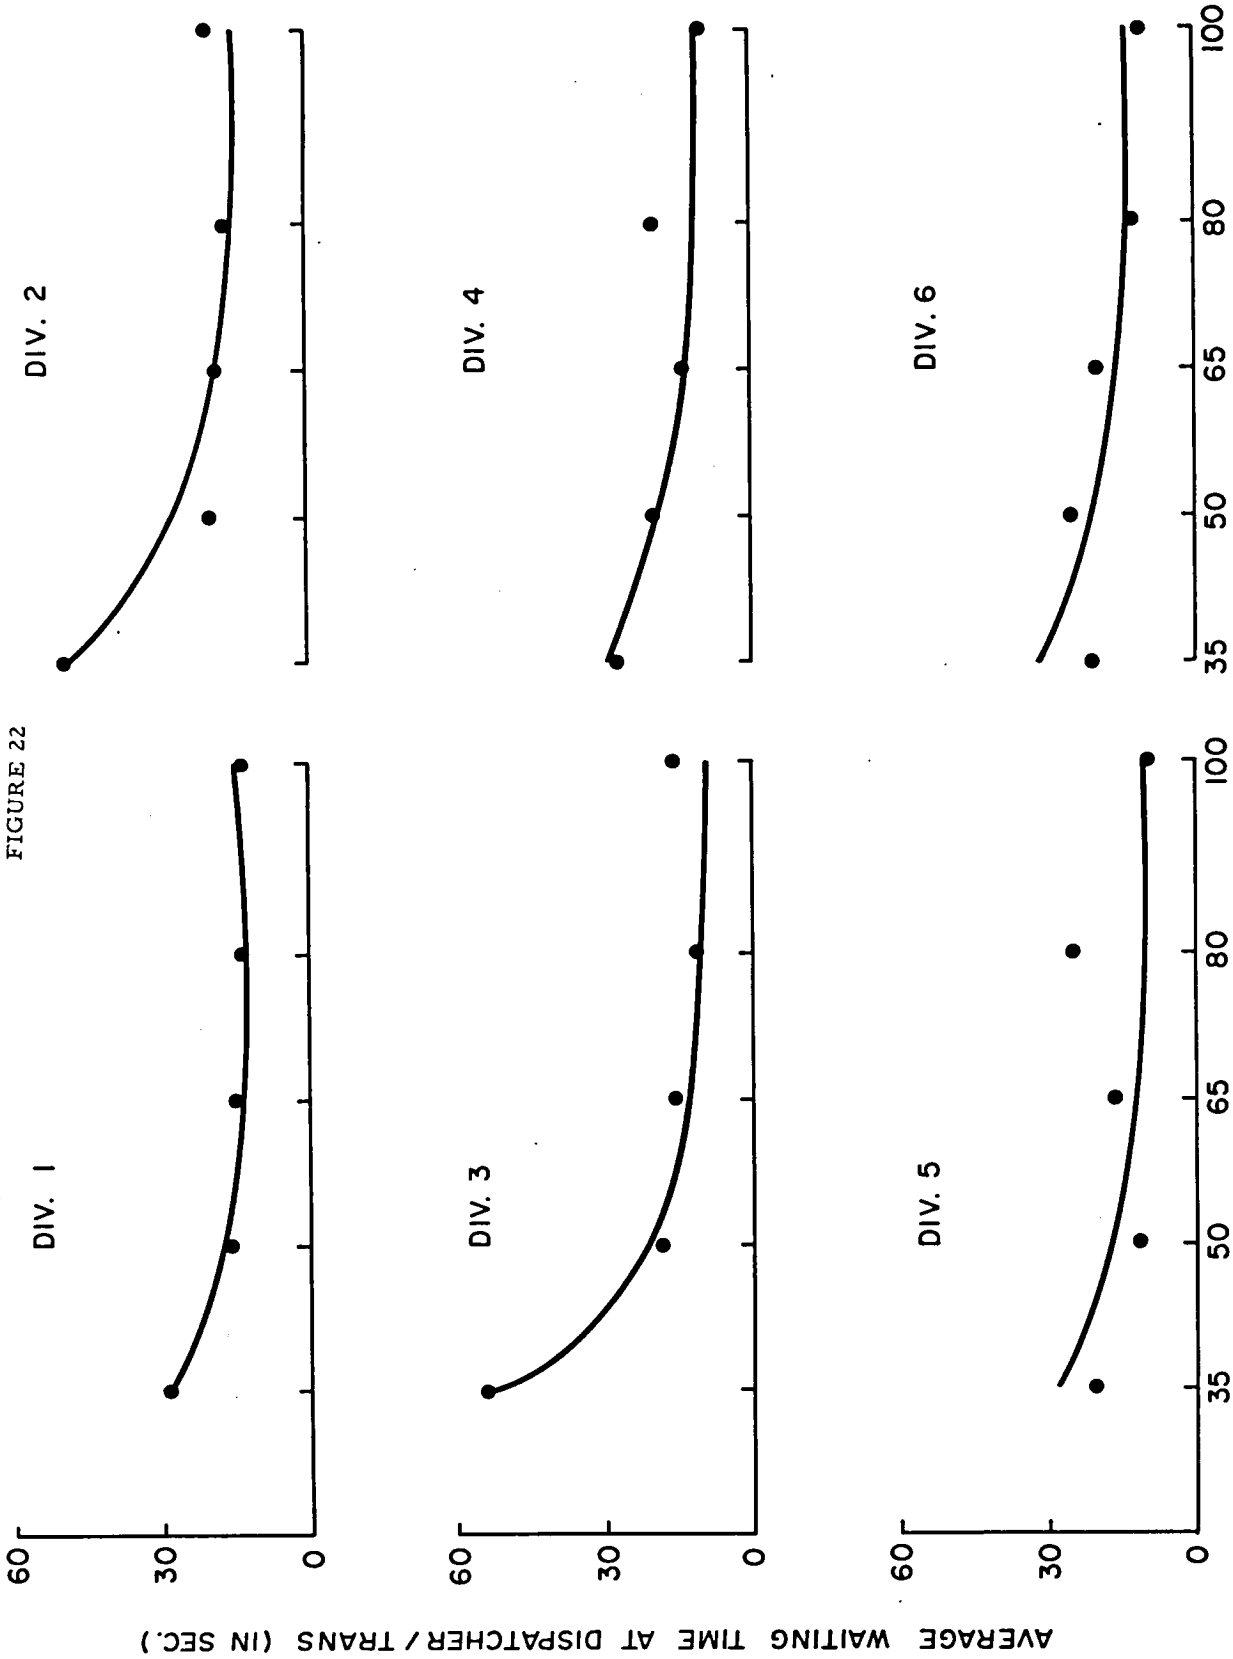 FIGURE 22
AVERAGE WAITING TIME AT DISPATCHER / TRANS (IN SEC.)
DIV. 1
DIV. 2
60
30
0
DIV. 3
DIV. 4
60
30
0
DIV. 5
DIV. 6
60
30
0
35 50 65 80 100
35 50 65 80 100